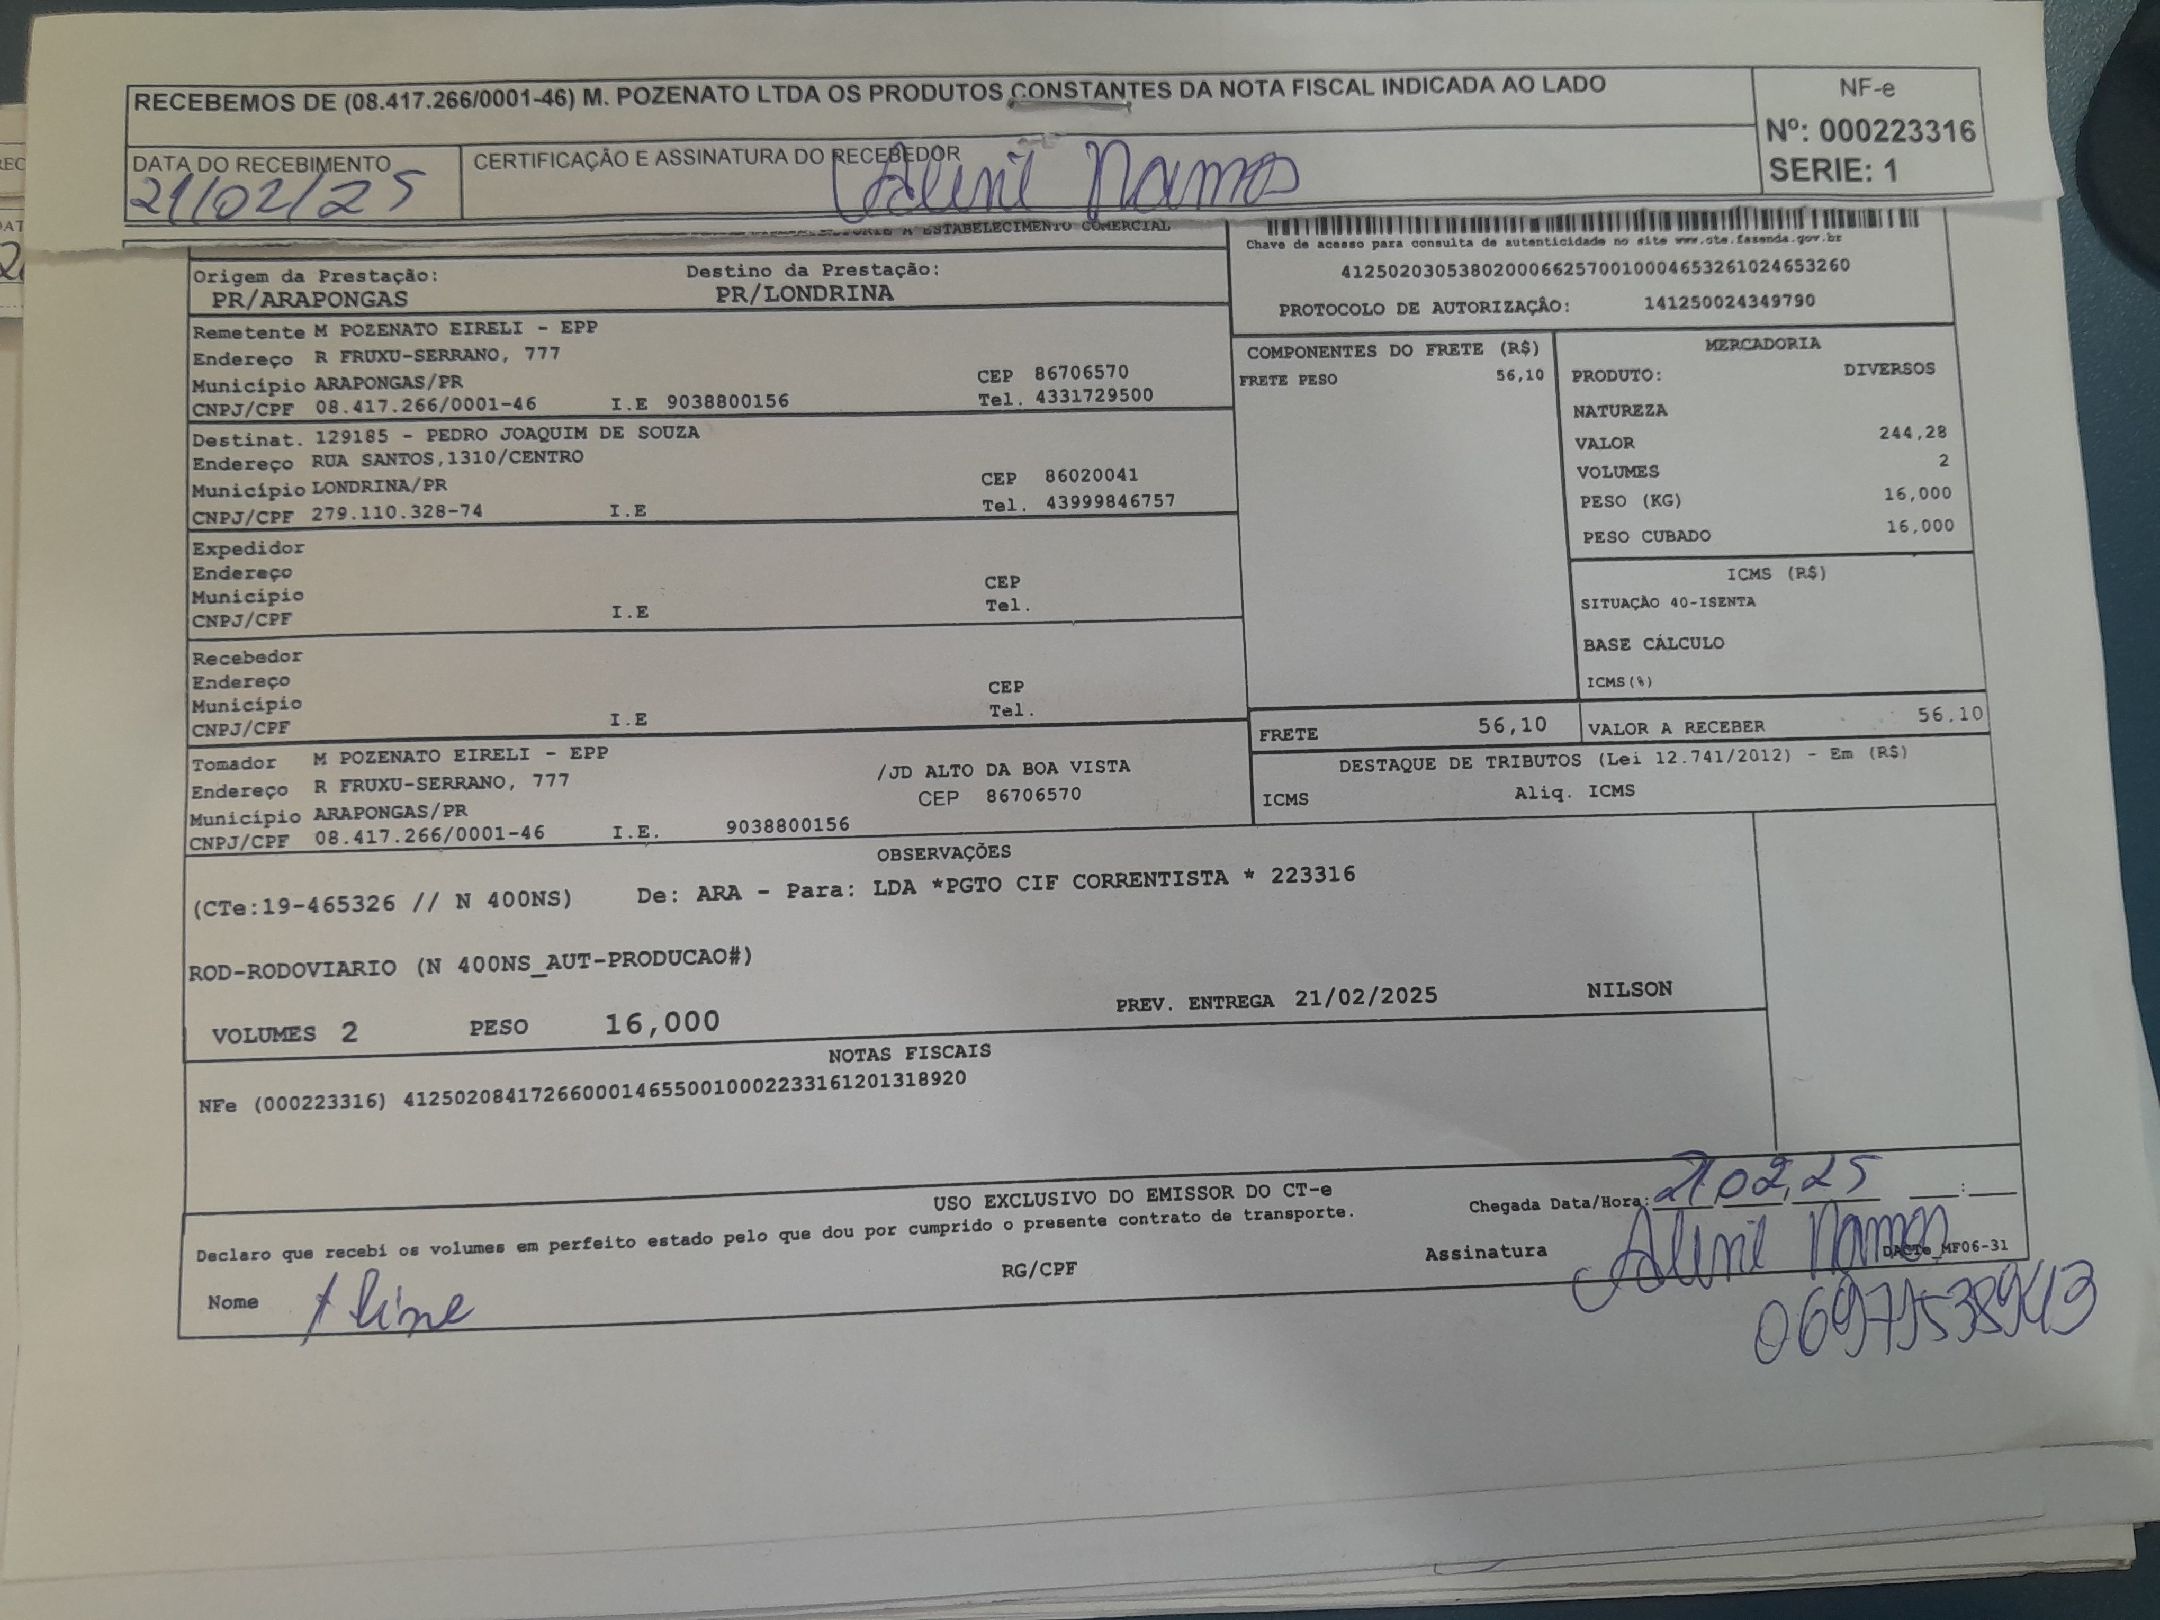 RECEBEMOS DE (08.417.266/0001-46) M. POZENATO LTDA OS PRODUTOS CONSTANTES DA NOTA FISCAL INDICADA AO LADO
NF-e
Nº: 000223316
SERIE: 1
DATA DO RECEBIMENTO
21/02/25
CERTIFICAÇÃO E ASSINATURA DO RECEBEDOR
Aline Ramos
A ESTABELECIMENTO COMERCIAL
Chave de acesso para consulta de autenticidade no site www.cte.fazenda.gov.br
41250203053802000662570010004653261024653260
PROTOCOLO DE AUTORIZAÇÃO: 141250024349790
Origem da Prestação: Destino da Prestação:
PR/ARAPONGAS PR/LONDRINA
Remetente M POZENATO EIRELI - EPP
Endereço R FRUXU-SERRANO, 777
Município ARAPONGAS/PR CEP 86706570
CNPJ/CPF 08.417.266/0001-46 I.E 9038800156 Tel. 4331729500
Destinat. 129185 - PEDRO JOAQUIM DE SOUZA
Endereço RUA SANTOS,1310/CENTRO
Município LONDRINA/PR CEP 86020041
CNPJ/CPF 279.110.328-74 I.E Tel. 43999846757
Expedidor
Endereço
Município CEP
CNPJ/CPF I.E Tel.
Recebedor
Endereço
Município CEP
CNPJ/CPF I.E Tel.
Tomador M POZENATO EIRELI - EPP
Endereço R FRUXU-SERRANO, 777 /JD ALTO DA BOA VISTA
Município ARAPONGAS/PR CEP 86706570
CNPJ/CPF 08.417.266/0001-46 I.E. 9038800156
COMPONENTES DO FRETE (R$)
FRETE PESO 56,10
MERCADORIA
PRODUTO: DIVERSOS
NATUREZA
VALOR 244,28
VOLUMES 2
PESO (KG) 16,000
PESO CUBADO 16,000
ICMS (R$)
SITUAÇÃO 40-ISENTA
BASE CÁLCULO
ICMS(%)
FRETE 56,10 VALOR A RECEBER 56,10
DESTAQUE DE TRIBUTOS (Lei 12.741/2012) - Em (R$)
ICMS Aliq. ICMS
OBSERVAÇÕES
(CTe:19-465326 // N 400NS) De: ARA - Para: LDA *PGTO CIF CORRENTISTA * 223316
ROD-RODOVIARIO (N 400NS_AUT-PRODUCAO#)
VOLUMES 2 PESO 16,000 PREV. ENTREGA 21/02/2025 NILSON
NOTAS FISCAIS
NFe (000223316) 41250208417266000146550010002233161201318920
USO EXCLUSIVO DO EMISSOR DO CT-e
Chegada Data/Hora: 21 02 25 __:__
Declaro que recebi os volumes em perfeito estado pelo que dou por cumprido o presente contrato de transporte.
Assinatura Aline Ramos
DACTe_MF06-31
Nome Aline RG/CPF